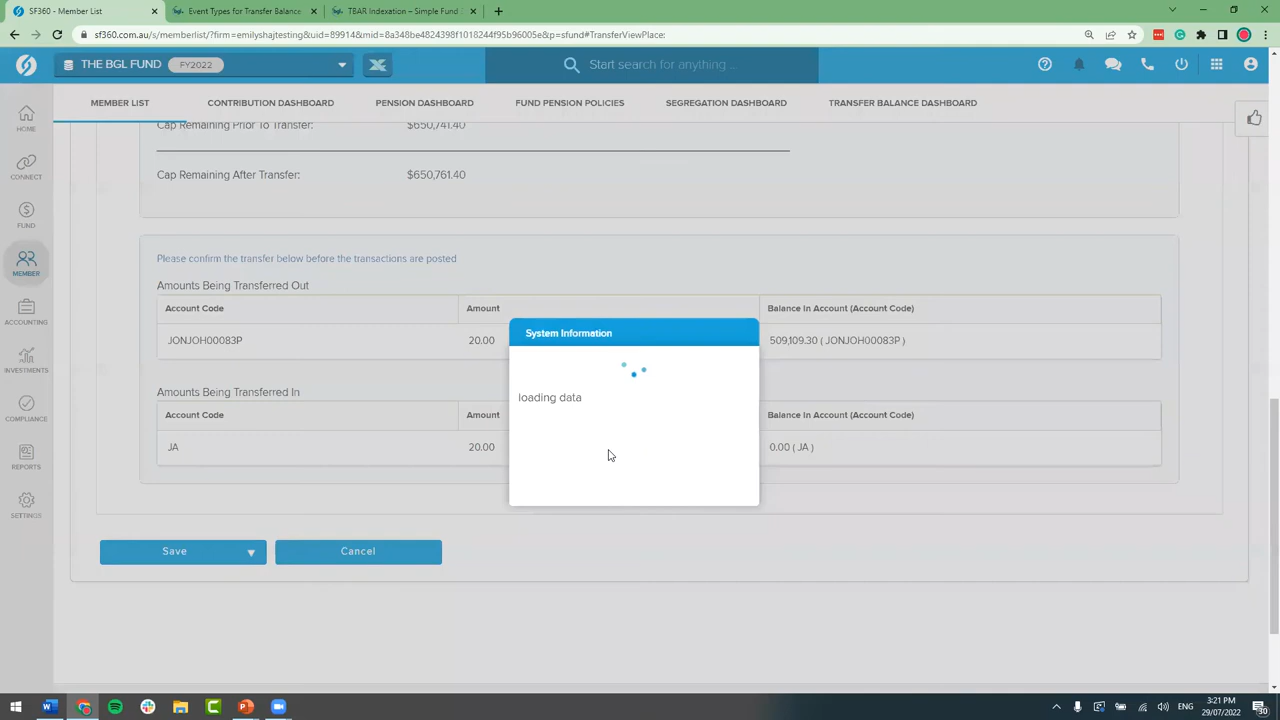 SF360 - Member List
Event Types for Transfer Balance
TBAR Indexation – Simple Fund
sf360.com.au/s/memberlist/?firm=emilyshajtesting&uid=89914&mid=8a348be4824398f1018244f95b96005e&p=sfund#TransferViewPlace:
THE BGL FUND FY2022
Start search for anything ...
MEMBER LIST CONTRIBUTION DASHBOARD PENSION DASHBOARD FUND PENSION POLICIES SEGREGATION DASHBOARD TRANSFER BALANCE DASHBOARD
HOME
CONNECT
FUND
MEMBER
ACCOUNTING
INVESTMENTS
COMPLIANCE
REPORTS
SETTINGS
Cap Remaining Prior To Transfer: $650,741.40
Cap Remaining After Transfer: $650,761.40
Please confirm the transfer below before the transactions are posted
Amounts Being Transferred Out
Account Code Amount Balance In Account (Account Code)
JONJOH00083P 20.00 509,109.30 ( JONJOH00083P )
Amounts Being Transferred In
Account Code Amount Balance In Account (Account Code)
JA 20.00 0.00 ( JA )
System Information
loading data
Save Cancel
ENG
3:21 PM
29/07/2022
30